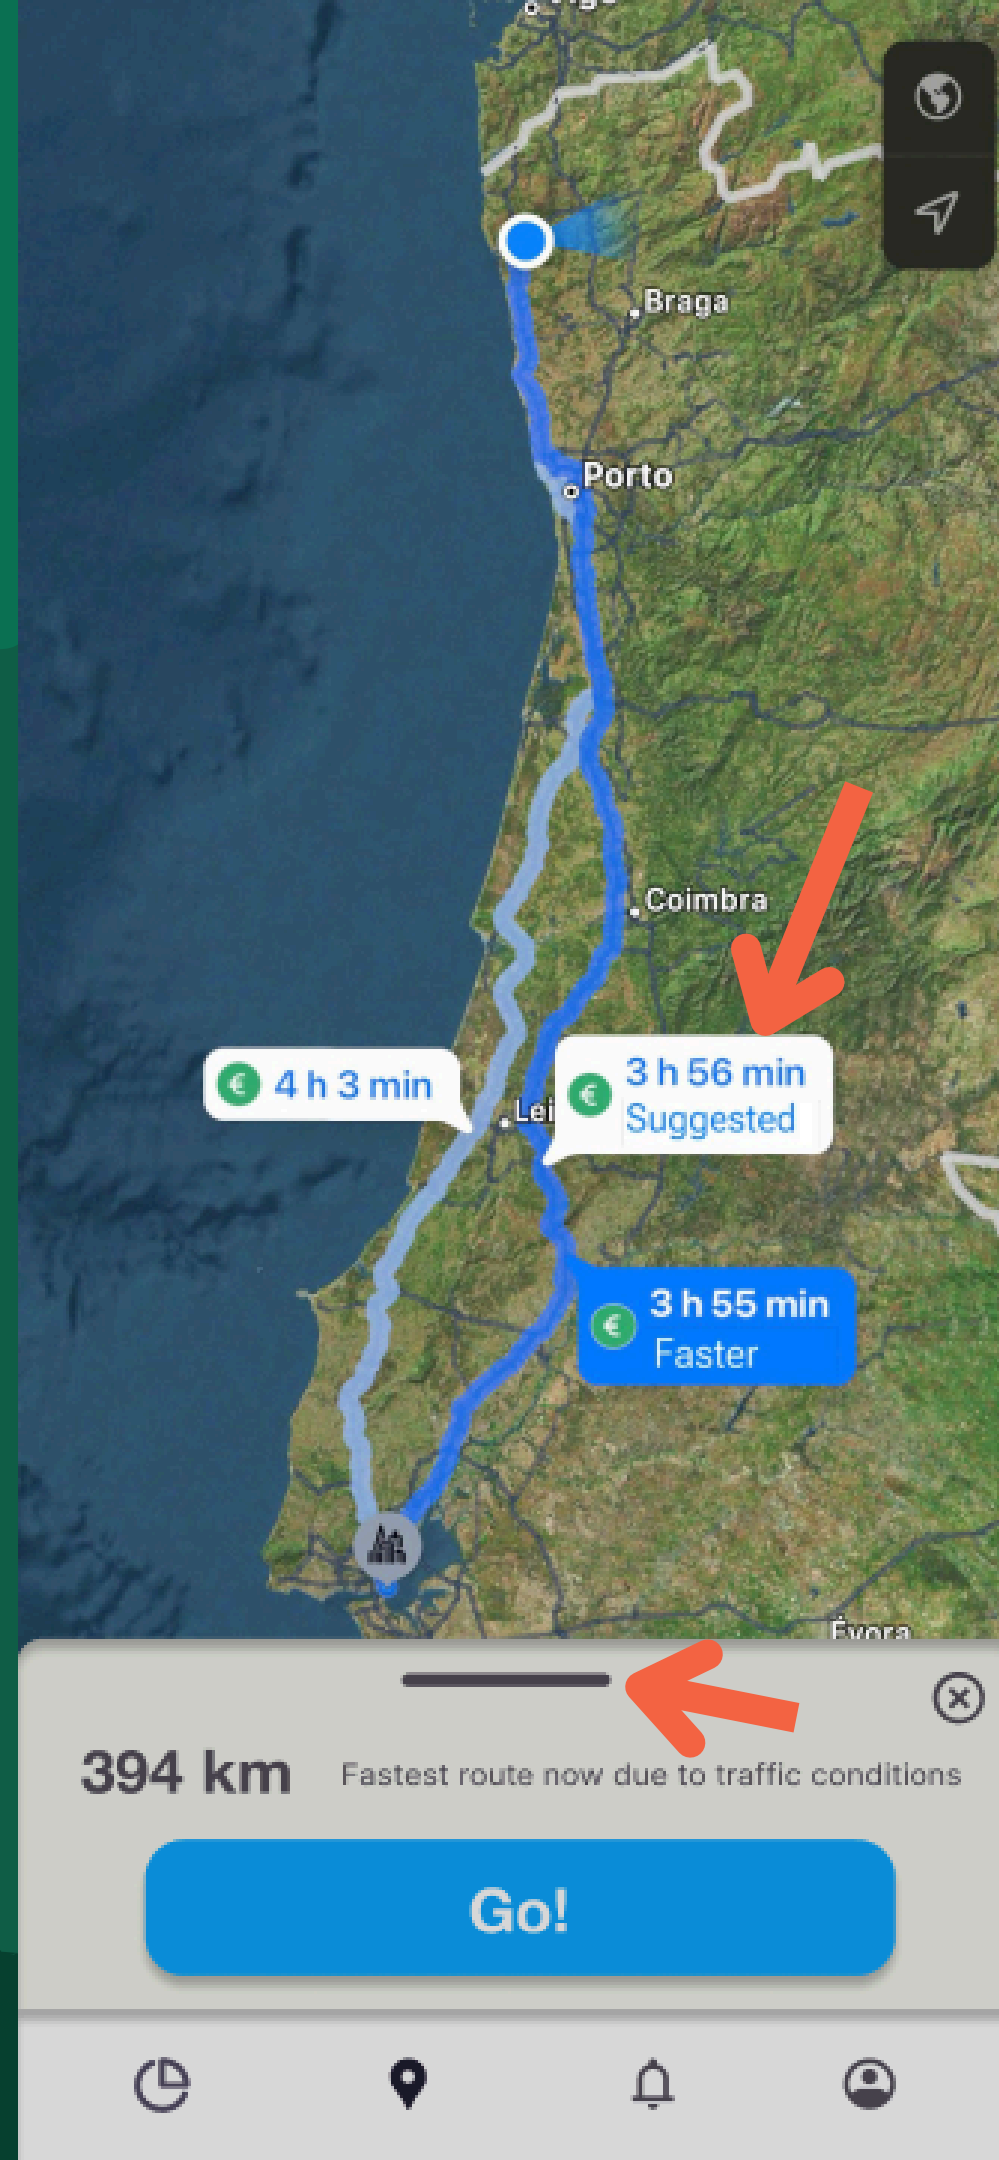 Braga
Porto
Coimbra
€ 4 h 3 min
€ 3 h 56 min
Suggested
Lei
€ 3 h 55 min
Faster
Évora
394 km
Fastest route now due to traffic conditions
Go!